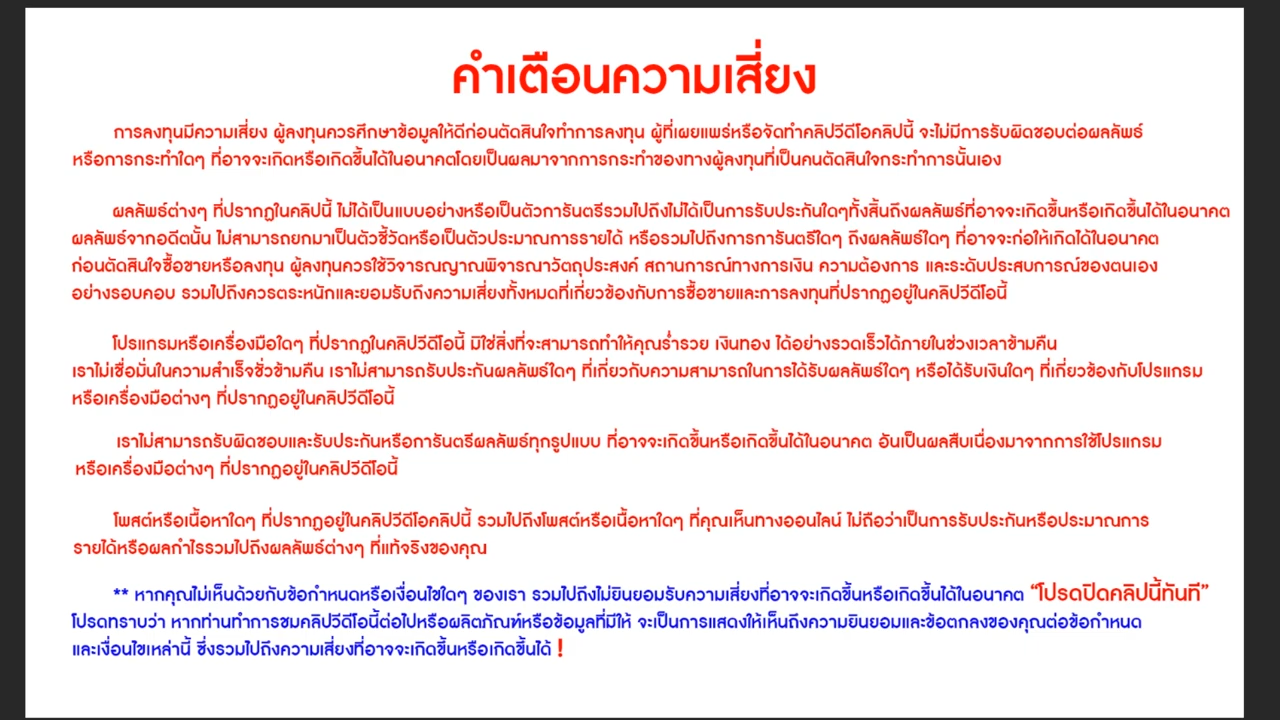 คำเตือนความเสี่ยง
การลงทุนมีความเสี่ยง ผู้ลงทุนควรศึกษาข้อมูลให้ดีก่อนตัดสินใจทำการลงทุน ผู้ที่เผยแพร่หรือจัดทำคลิปวีดีโอคลิปนี้ จะไม่มีการรับผิดชอบต่อผลลัพธ์
หรือการกระทำใดๆ ที่อาจจะเกิดหรือเกิดขึ้นได้ในอนาคตโดยเป็นผลมาจากการกระทำของทางผู้ลงทุนที่เป็นคนตัดสินใจกระทำการนั้นเอง
ผลลัพธ์ต่างๆ ที่ปรากฏในคลิปนี้ ไม่ได้เป็นแบบอย่างหรือเป็นตัวการันตรีรวมไปถึงไม่ได้เป็นการรับประกันใดๆทั้งสิ้นถึงผลลัพธ์ที่อาจจะเกิดขึ้นหรือเกิดขึ้นได้ในอนาคต
ผลลัพธ์จากอดีตนั้น ไม่สามารถยกมาเป็นตัวชี้วัดหรือเป็นตัวประมาณการรายได้ หรือรวมไปถึงการการันตรีใดๆ ถึงผลลัพธ์ใดๆ ที่อาจจะก่อให้เกิดได้ในอนาคต
ก่อนตัดสินใจซื้อขายหรือลงทุน ผู้ลงทุนควรใช้วิจารณญาณพิจารณาวัตถุประสงค์ สถานการณ์ทางการเงิน ความต้องการ และระดับประสบการณ์ของตนเอง
อย่างรอบคอบ รวมไปถึงควรตระหนักและยอมรับถึงความเสี่ยงทั้งหมดที่เกี่ยวข้องกับการซื้อขายและการลงทุนที่ปรากฏอยู่ในคลิปวีดีโอนี้
โปรแกรมหรือเครื่องมือใดๆ ที่ปรากฏในคลิปวีดีโอนี้ มิใช่สิ่งที่จะสามารถทำให้คุณร่ำรวย เงินทอง ได้อย่างรวดเร็วได้ภายในช่วงเวลาข้ามคืน
เราไม่เชื่อมั่นในความสำเร็จชั่วข้ามคืน เราไม่สามารถรับประกันผลลัพธ์ใดๆ ที่เกี่ยวกับความสามารถในการได้รับผลลัพธ์ใดๆ หรือได้รับเงินใดๆ ที่เกี่ยวข้องกับโปรแกรม
หรือเครื่องมือต่างๆ ที่ปรากฏอยู่ในคลิปวีดีโอนี้
เราไม่สามารถรับผิดชอบและรับประกันหรือการันตรีผลลัพธ์ทุกรูปแบบ ที่อาจจะเกิดขึ้นหรือเกิดขึ้นได้ในอนาคต อันเป็นผลสืบเนื่องมาจากการใช้โปรแกรม
หรือเครื่องมือต่างๆ ที่ปรากฏอยู่ในคลิปวีดีโอนี้
โพสต์หรือเนื้อหาใดๆ ที่ปรากฏอยู่ในคลิปวีดีโอคลิปนี้ รวมไปถึงโพสต์หรือเนื้อหาใดๆ ที่คุณเห็นทางออนไลน์ ไม่ถือว่าเป็นการรับประกันหรือประมาณการ
รายได้หรือผลกำไรรวมไปถึงผลลัพธ์ต่างๆ ที่แท้จริงของคุณ
** หากคุณไม่เห็นด้วยกับข้อกำหนดหรือเงื่อนไขใดๆ ของเรา รวมไปถึงไม่ยินยอมรับความเสี่ยงที่อาจจะเกิดขึ้นหรือเกิดขึ้นได้ในอนาคต “โปรดปิดคลิปนี้ทันที”
โปรดทราบว่า หากท่านทำการชมคลิปวีดีโอนี้ต่อไปหรือผลิตภัณฑ์หรือข้อมูลที่มีให้ จะเป็นการแสดงให้เห็นถึงความยินยอมและข้อตกลงของคุณต่อข้อกำหนด
และเงื่อนไขเหล่านี้ ซึ่งรวมไปถึงความเสี่ยงที่อาจจะเกิดขึ้นหรือเกิดขึ้นได้ !